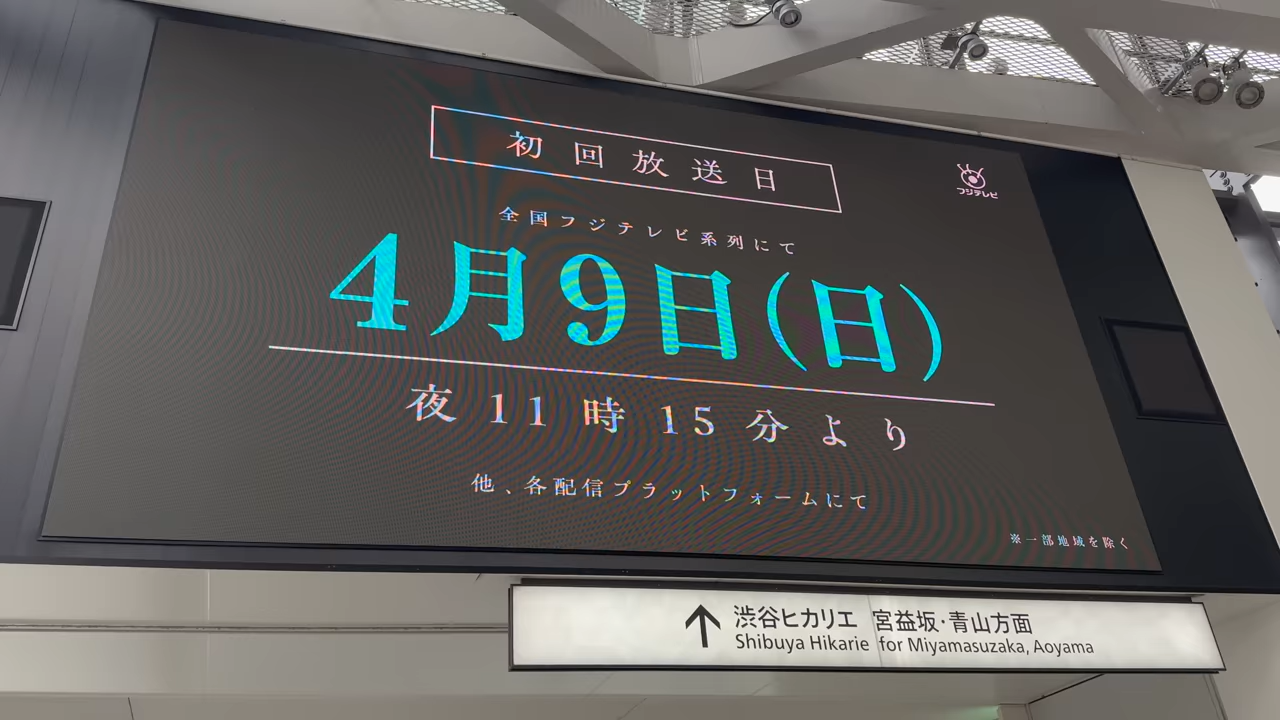 初回放送日
フジテレビ
全国フジテレビ系列にて
4月9日(日)
夜11時15分より
他、各配信プラットフォームにて
※一部地域を除く
↑ 渋谷ヒカリエ 宮益坂・青山方面
Shibuya Hikarie for Miyamasuzaka, Aoyama